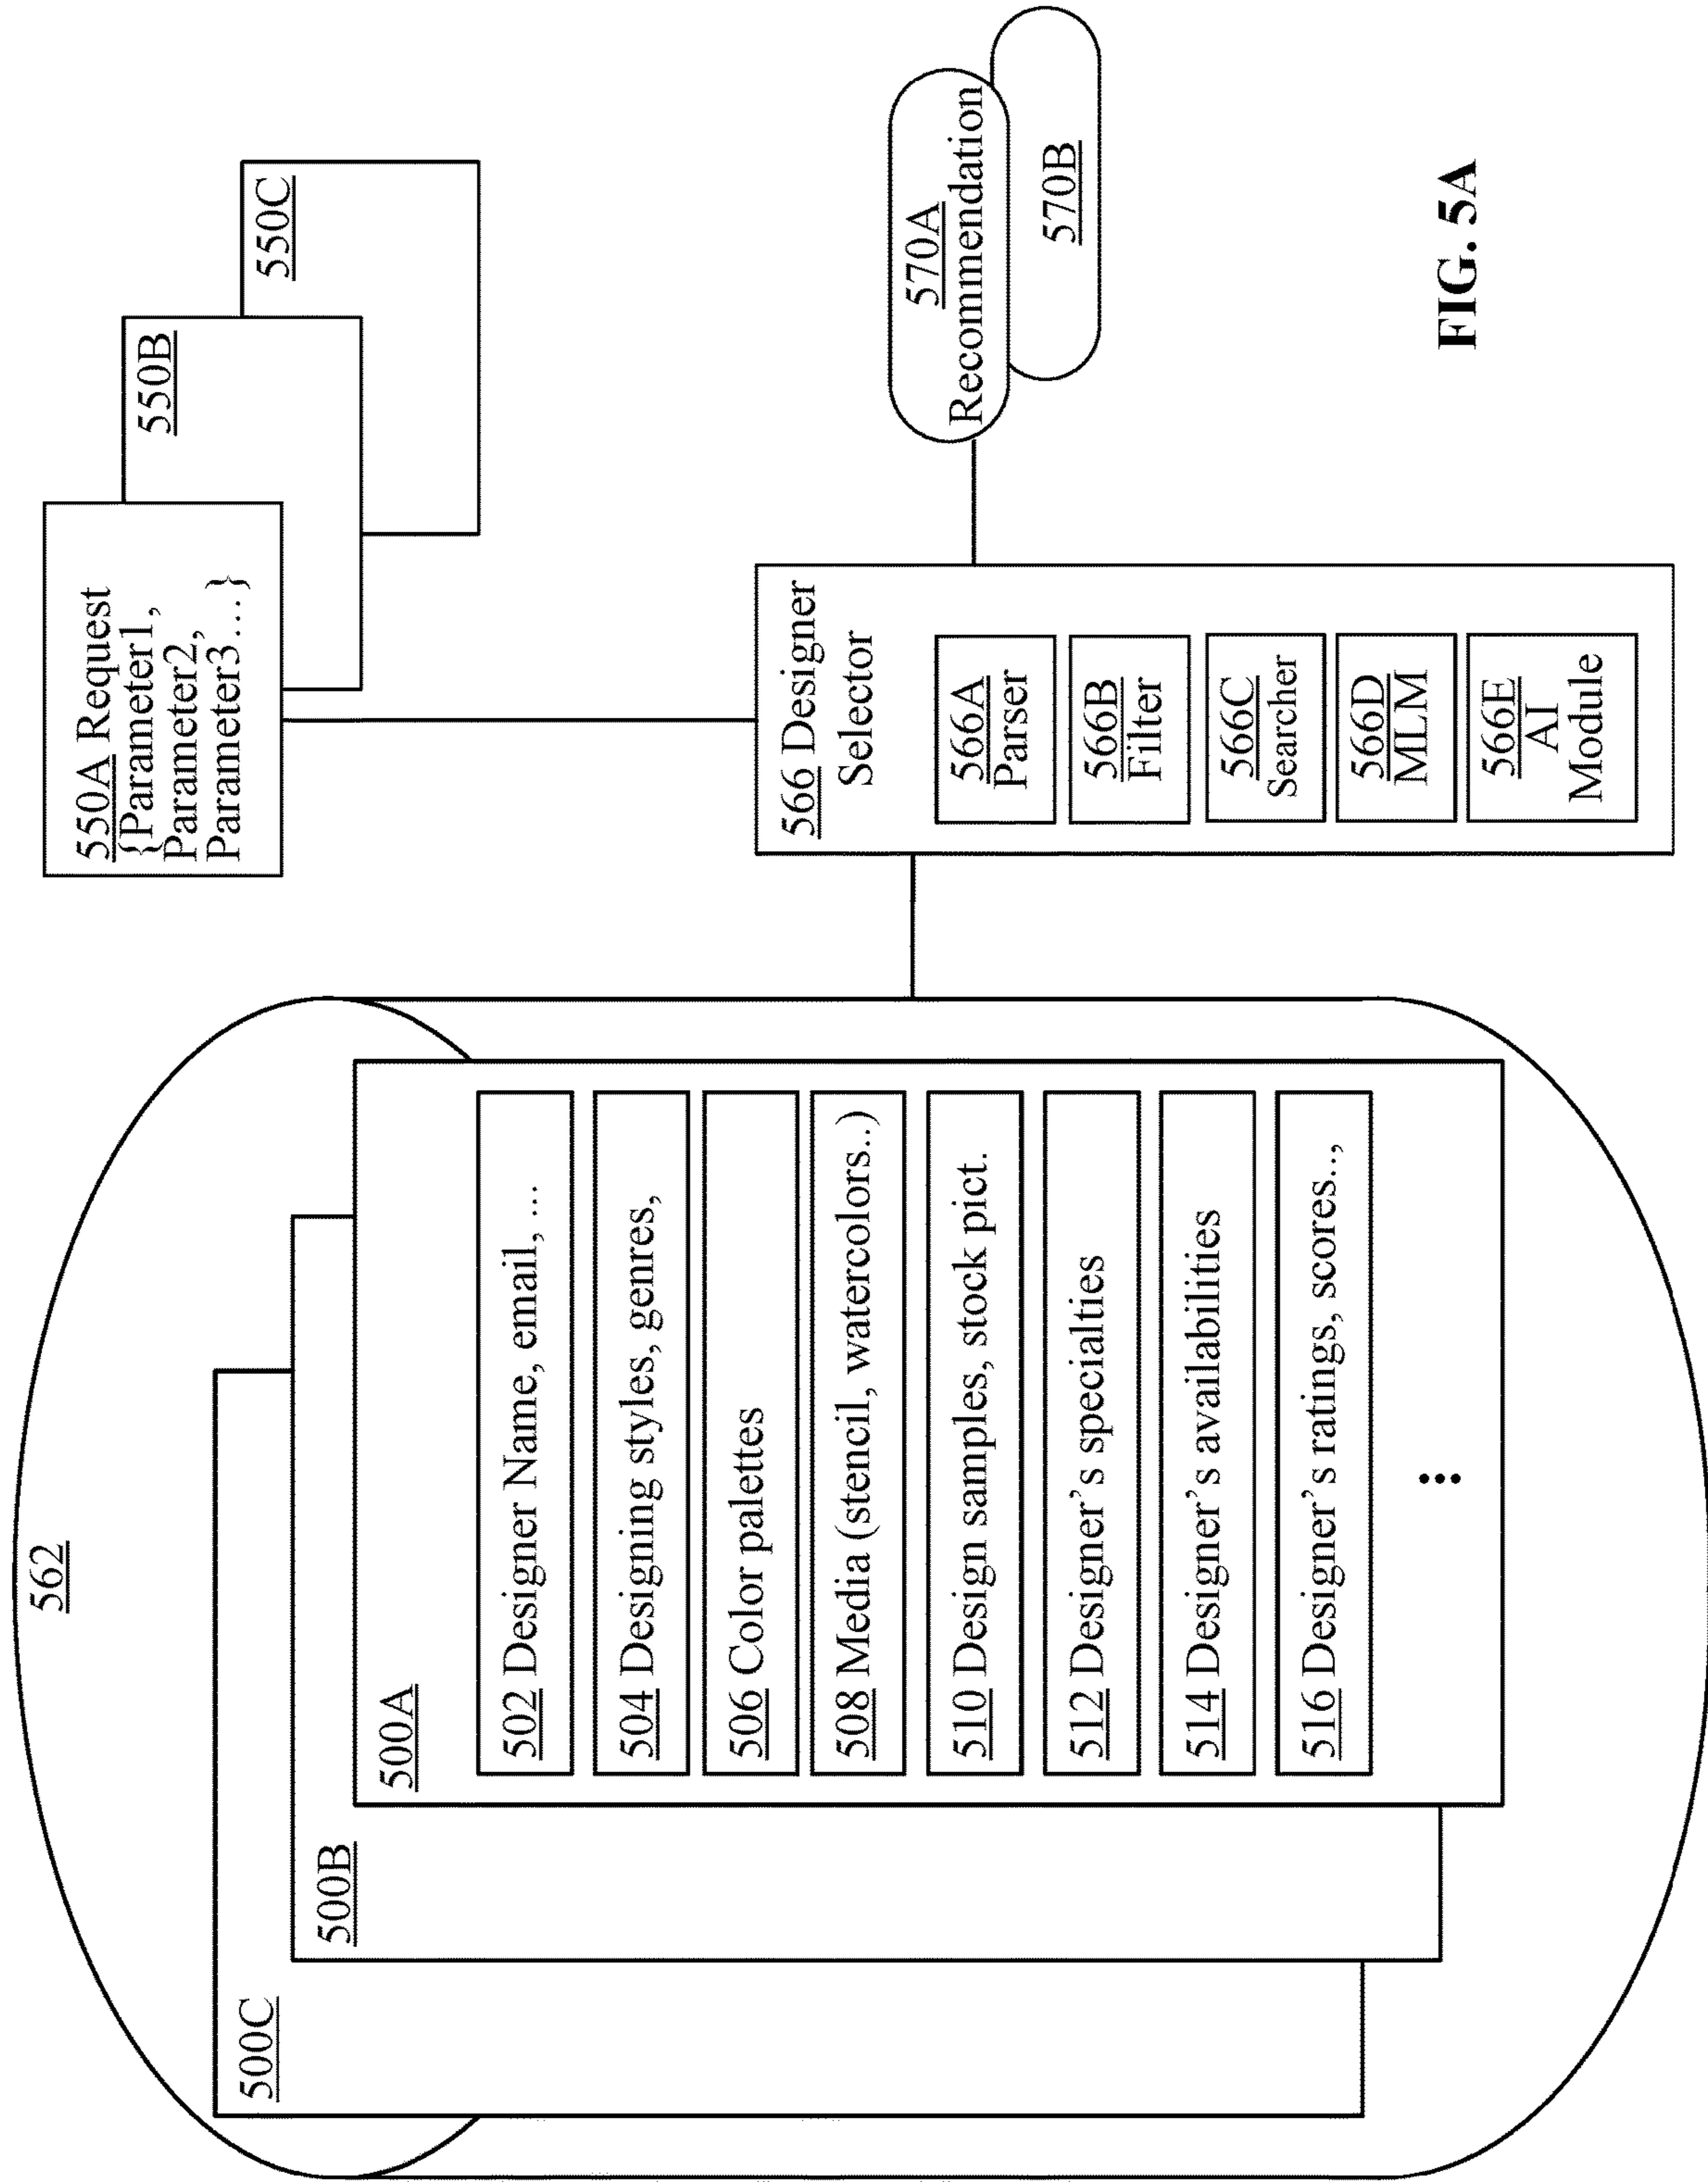 562
500C
500B
500A
502 Designer Name, email, ...
504 Designing styles, genres,
506 Color palettes
508 Media (stencil, watercolors..)
510 Design samples, stock pict.
512 Designer's specialties
514 Designer's availabilities
516 Designer's ratings, scores..,
...
550A Request
{Parameter1,
Parameter2,
Parameter3....}
550B
550C
566 Designer
Selector
566A
Parser
566B
Filter
566C
Searcher
566D
MLM
566E
AI
Module
570A
Recommendation
570B
FIG. 5A